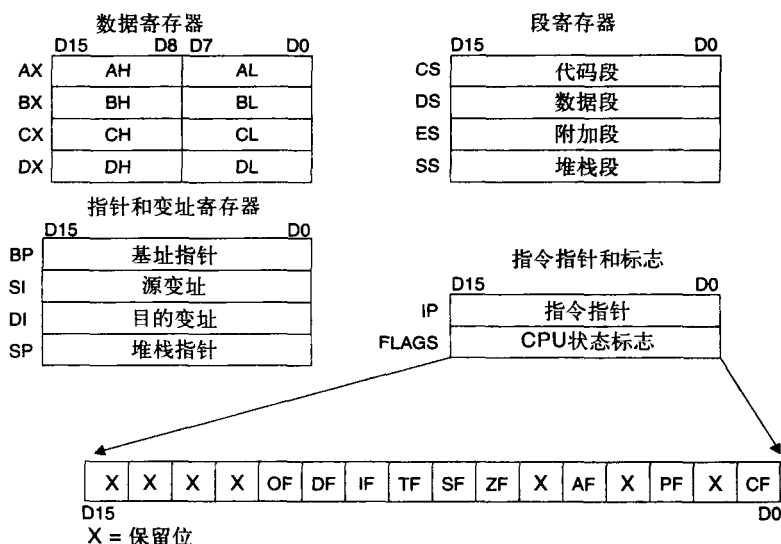 数据寄存器
D15 D8 D7 D0
AX AH AL
BX BH BL
CX CH CL
DX DH DL
段寄存器
D15 D0
CS 代码段
DS 数据段
ES 附加段
SS 堆栈段
指针和变址寄存器
D15 D0
BP 基址指针
SI 源变址
DI 目的变址
SP 堆栈指针
指令指针和标志
D15 D0
IP 指令指针
FLAGS CPU状态标志
X X X X OF DF IF TF SF ZF X AF X PF X CF
D15 D0
X = 保留位